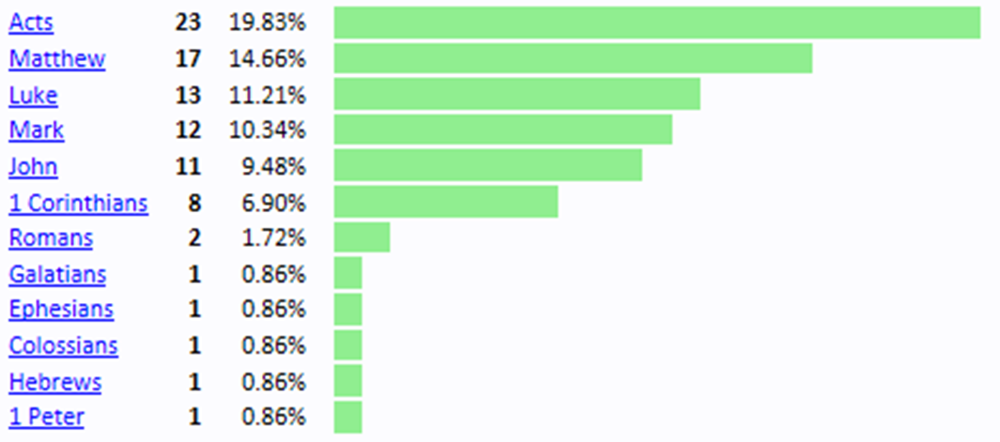 Acts 23 19.83%
Matthew 17 14.66%
Luke 13 11.21%
Mark 12 10.34%
John 11 9.48%
1 Corinthians 8 6.90%
Romans 2 1.72%
Galatians 1 0.86%
Ephesians 1 0.86%
Colossians 1 0.86%
Hebrews 1 0.86%
1 Peter 1 0.86%